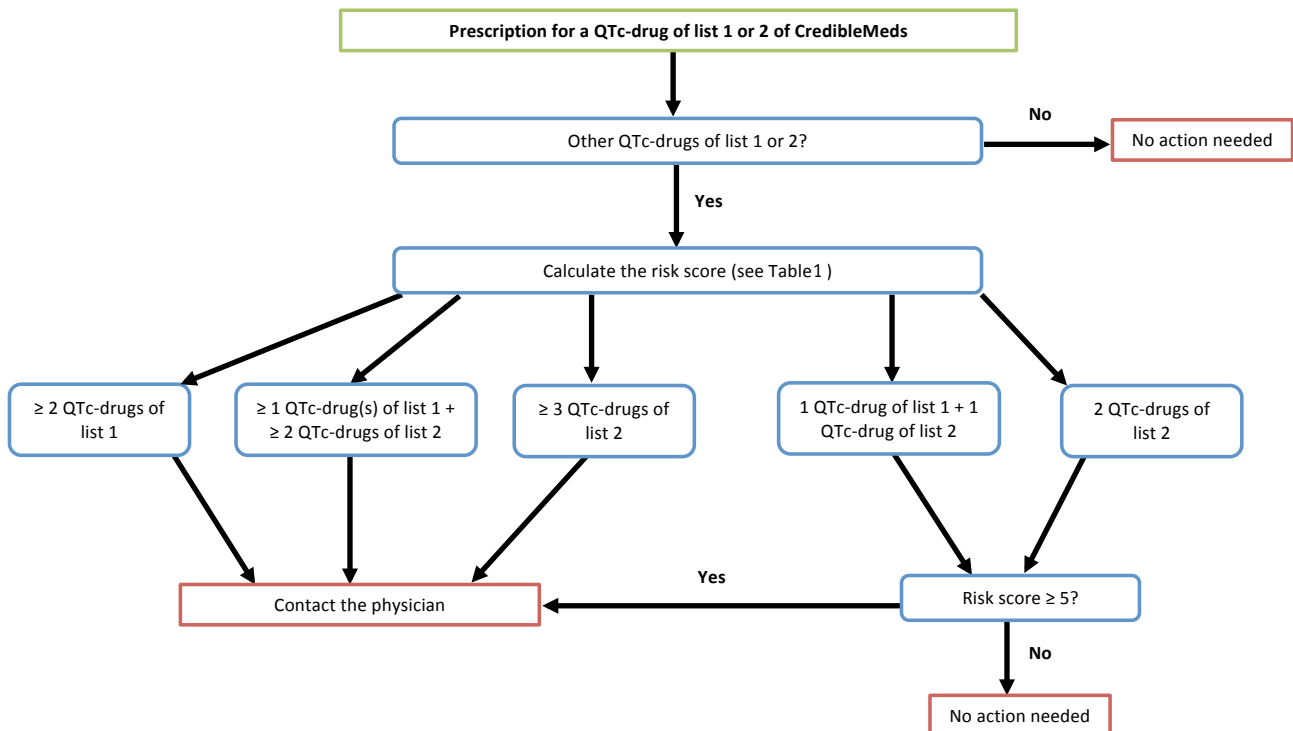 Prescription for a QTc-drug of list 1 or 2 of CredibleMeds
No
Other QTc-drugs of list 1 or 2?
No action needed
Yes
Calculate the risk score (see Table1 )
≥ 2 QTc-drugs of
list 1
≥ 1 QTc-drug(s) of list 1 +
≥ 2 QTc-drugs of list 2
≥ 3 QTc-drugs of
list 2
1 QTc-drug of list 1 + 1
QTc-drug of list 2
2 QTc-drugs of
list 2
Yes
Contact the physician
Risk score ≥ 5?
No
No action needed